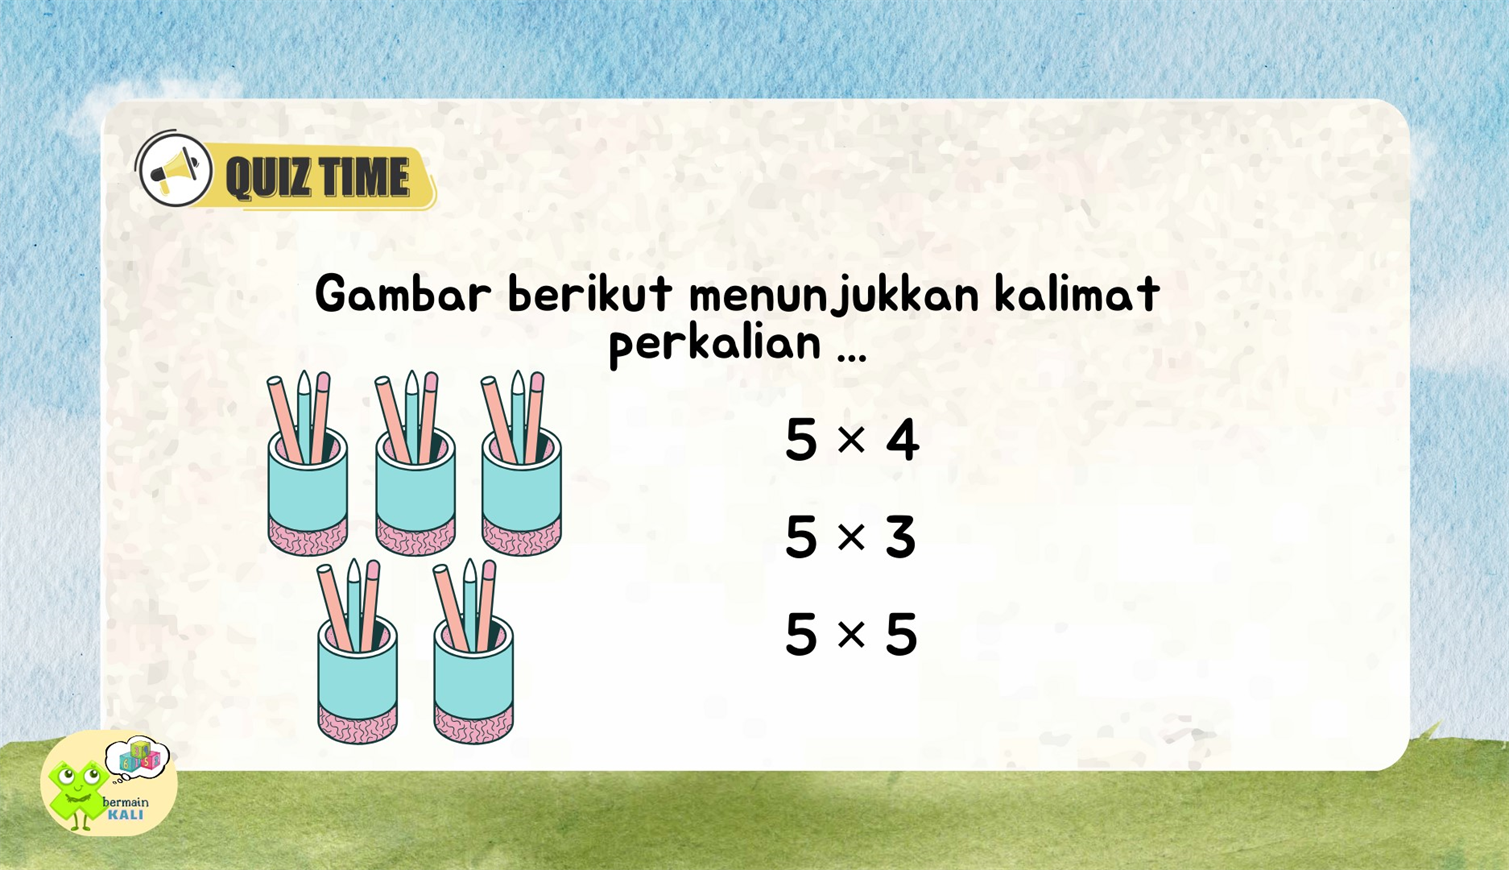 QUIZ TIME
Gambar berikut menunjukkan kalimat
perkalian ...
5 × 4
5 × 3
5 × 5
bermain
KALI